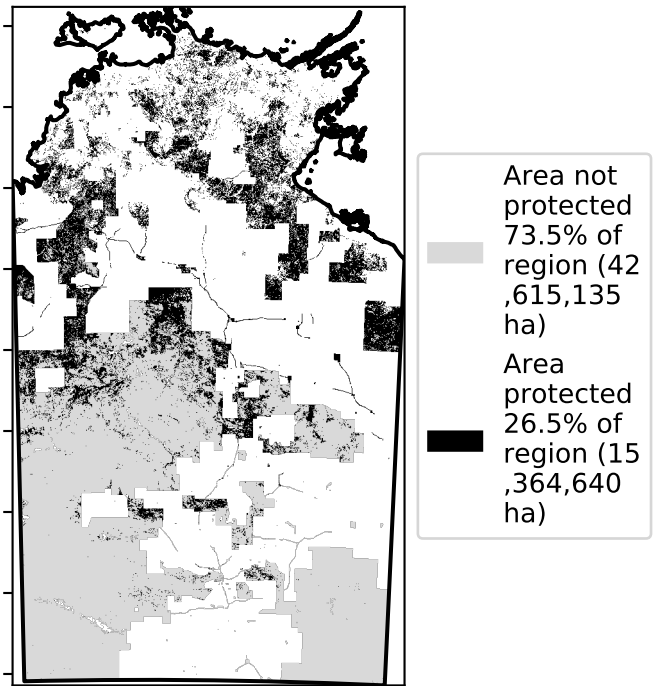 Area not
protected
73.5% of
region (42
,615,135
ha)
Area
protected
26.5% of
region (15
,364,640
ha)